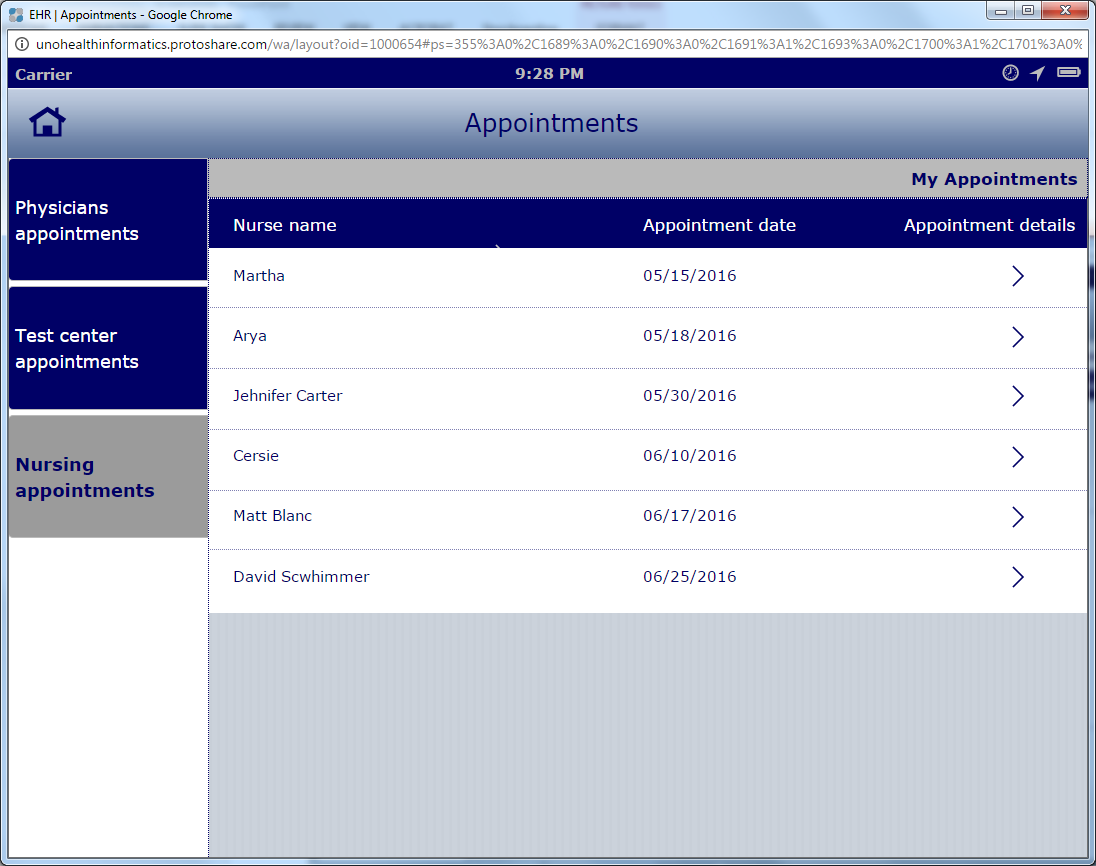 EHR | Appointments - Google Chrome
unohealthinformatics.protoshare.com/wa/layout?oid=1000654#ps=355%3A0%2C1689%3A0%2C1690%3A0%2C1691%3A1%2C1693%3A0%2C1700%3A1%2C1701%3A0%
Carrier 9:28 PM
Appointments
Physicians
appointments
Test center
appointments
Nursing
appointments
My Appointments
Nurse name Appointment date Appointment details
Martha 05/15/2016
Arya 05/18/2016
Jehnifer Carter 05/30/2016
Cersie 06/10/2016
Matt Blanc 06/17/2016
David Scwhimmer 06/25/2016